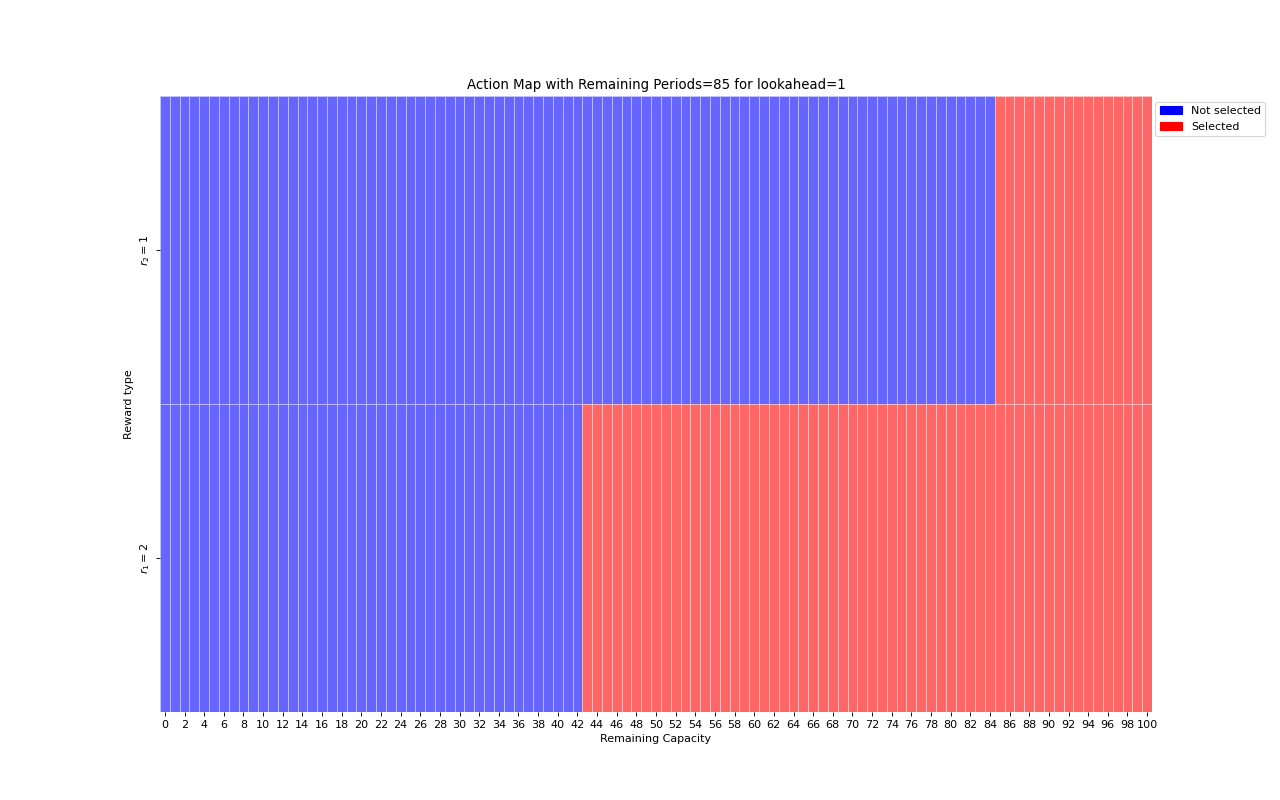 Action Map with Remaining Periods=85 for lookahead=1
Not selected
Selected
r₂ = 1
Reward type
r₁ = 2
0 2 4 6 8 10 12 14 16 18 20 22 24 26 28 30 32 34 36 38 40 42 44 46 48 50 52 54 56 58 60 62 64 66 68 70 72 74 76 78 80 82 84 86 88 90 92 94 96 98 100
Remaining Capacity